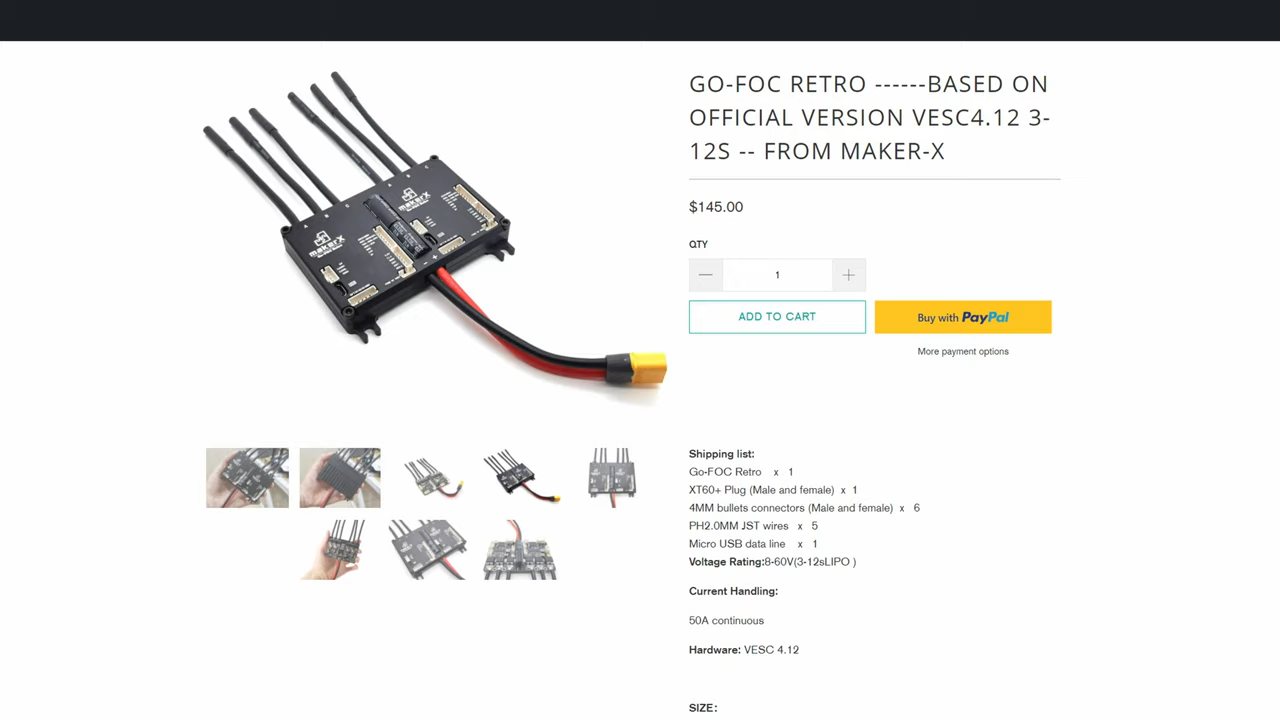 GO-FOC RETRO ------BASED ON
OFFICIAL VERSION VESC4.12 3-
12S -- FROM MAKER-X
$145.00
QTY
1
ADD TO CART
Buy with PayPal
More payment options
makerx
makerx
Shipping list:
Go-FOC Retro x 1
XT60+ Plug (Male and female) x 1
4MM bullets connectors (Male and female) x 6
PH2.0MM JST wires x 5
Micro USB data line x 1
Voltage Rating:8-60V(3-12sLIPO )
Current Handling:
50A continuous
Hardware: VESC 4.12
SIZE: